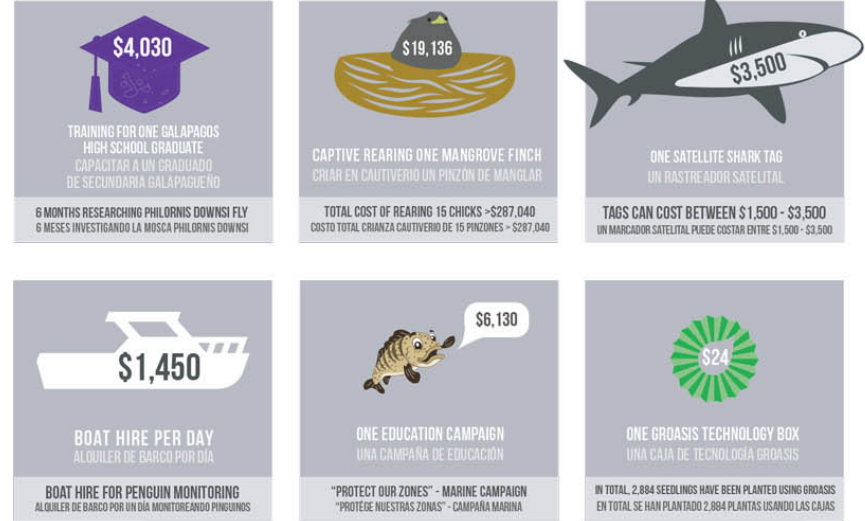 $4,030
TRAINING FOR ONE GALAPAGOS
HIGH SCHOOL GRADUATE
CAPACITAR A UN GRADUADO
DE SECUNDARIA GALAPAGUEÑO
6 MONTHS RESEARCHING PHILORNIS DOWNSI FLY
6 MESES INVESTIGANDO LA MOSCA PHILORNIS DOWNSI
$19,136
CAPTIVE REARING ONE MANGROVE FINCH
CRIAR EN CAUTIVERIO UN PINZÓN DE MANGLAR
TOTAL COST OF REARING 15 CHICKS >$287,040
COSTO TOTAL CRIANZA CAUTIVERIO DE 15 PINZONES > $287,040
$3,500
ONE SATELLITE SHARK TAG
UN RASTREADOR SATELITAL
TAGS CAN COST BETWEEN $1,500 - $3,500
UN MARCADOR SATELITAL PUEDE COSTAR ENTRE $1,500 - $3,500
$1,450
BOAT HIRE PER DAY
ALQUILER DE BARCO POR DÍA
BOAT HIRE FOR PENGUIN MONITORING
ALQUILER DE BARCO POR UN DÍA MONITOREANDO PINGUINOS
$6,130
ONE EDUCATION CAMPAIGN
UNA CAMPAÑA DE EDUCACIÓN
"PROTECT OUR ZONES" - MARINE CAMPAIGN
"PROTÉGE NUESTRAS ZONAS" - CAMPAÑA MARINA
$24
ONE GROASIS TECHNOLOGY BOX
UNA CAJA DE TECNOLOGÍA GROASIS
IN TOTAL, 2,884 SEEDLINGS HAVE BEEN PLANTED USING GROASIS
EN TOTAL SE HAN PLANTADO 2,884 PLANTAS USANDO LAS CAJAS